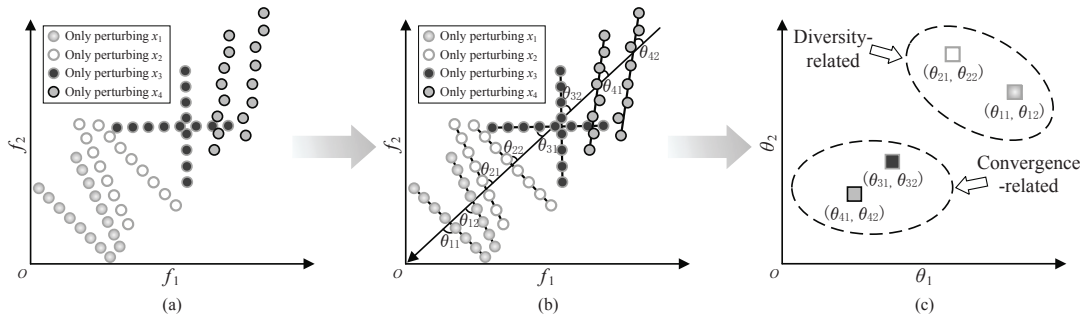 f₂
Only perturbing x₁
Only perturbing x₂
Only perturbing x₃
Only perturbing x₄
o
f₁
(a)
f₂
Only perturbing x₁
Only perturbing x₂
Only perturbing x₃
Only perturbing x₄
θ₄₂
θ₄₁
θ₃₂
θ₃₁
θ₂₂
θ₂₁
θ₁₂
θ₁₁
o
f₁
(b)
Diversity-
related
(θ₂₁, θ₂₂)
(θ₁₁, θ₁₂)
θ₂
Convergence
-related
(θ₃₁, θ₃₂)
(θ₄₁, θ₄₂)
o
θ₁
(c)